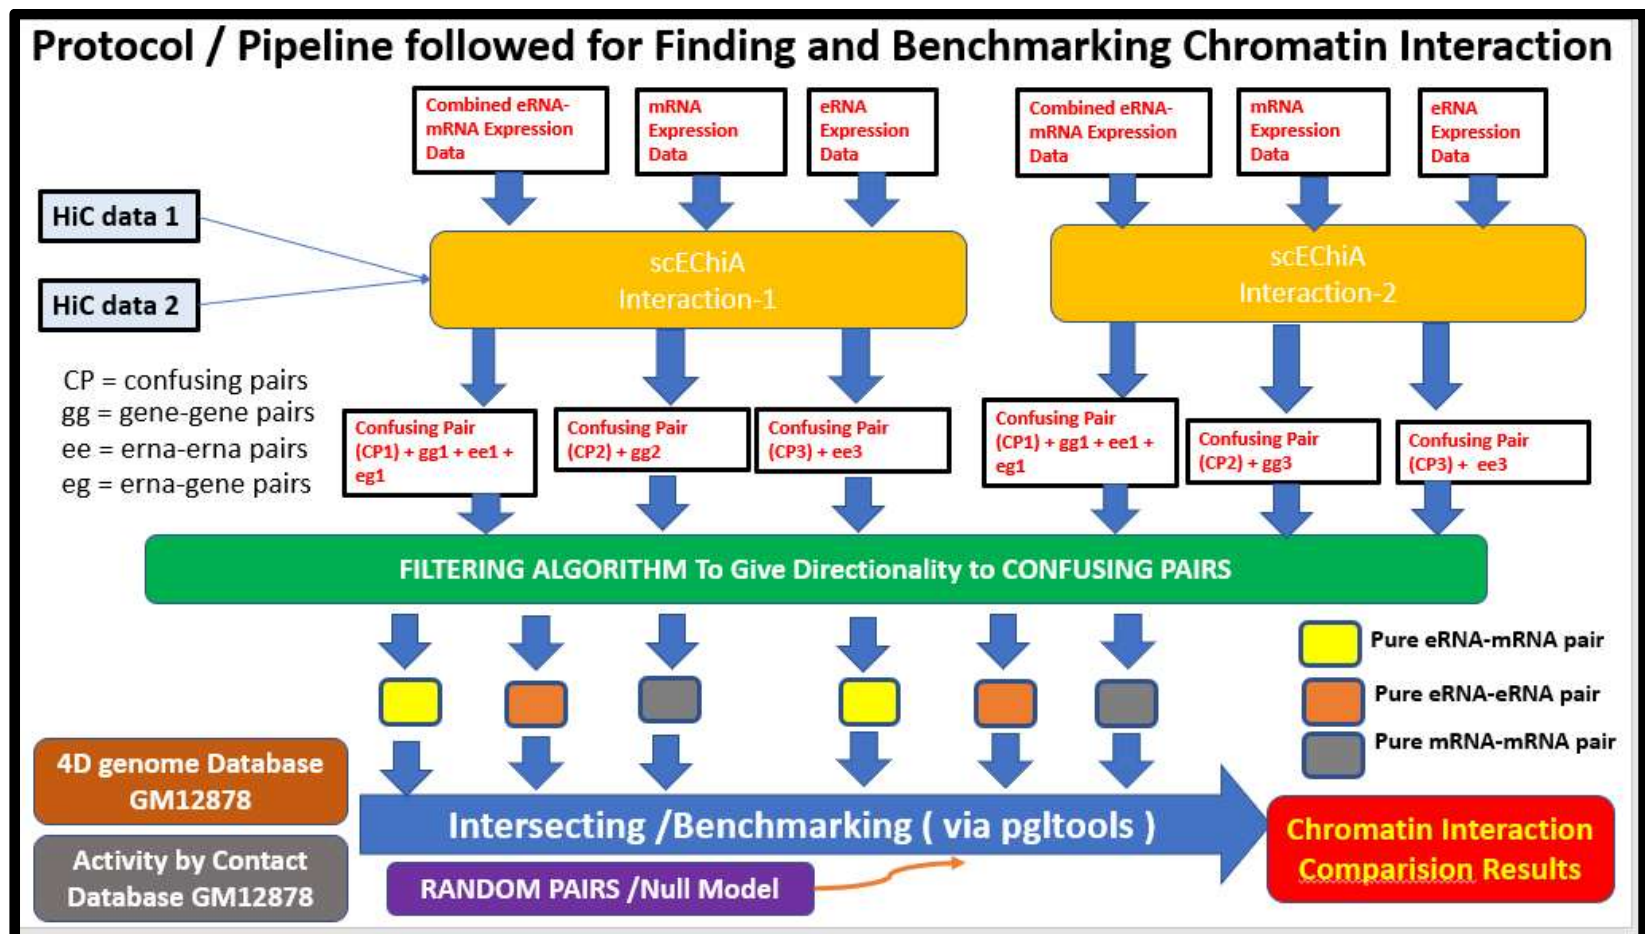 Protocol / Pipeline followed for Finding and Benchmarking Chromatin Interaction
Combined eRNA-
mRNA Expression
Data
mRNA
Expression
Data
eRNA
Expression
Data
Combined eRNA-
mRNA Expression
Data
mRNA
Expression
Data
eRNA
Expression
Data
HiC data 1
HiC data 2
scEChiA
Interaction-1
scEChiA
Interaction-2
CP = confusing pairs
gg = gene-gene pairs
ee = erna-erna pairs
eg = erna-gene pairs
Confusing Pair
(CP1) + gg1 + ee1 +
eg1
Confusing Pair
(CP2) + gg2
Confusing Pair
(CP3) + ee3
Confusing Pair
(CP1) + gg1 + ee1 +
eg1
Confusing Pair
(CP2) + gg3
Confusing Pair
(CP3) + ee3
FILTERING ALGORITHM To Give Directionality to CONFUSING PAIRS
Pure eRNA-mRNA pair
Pure eRNA-eRNA pair
Pure mRNA-mRNA pair
4D genome Database
GM12878
Activity by Contact
Database GM12878
Intersecting /Benchmarking ( via pgltools )
RANDOM PAIRS /Null Model
Chromatin Interaction
Comparision Results